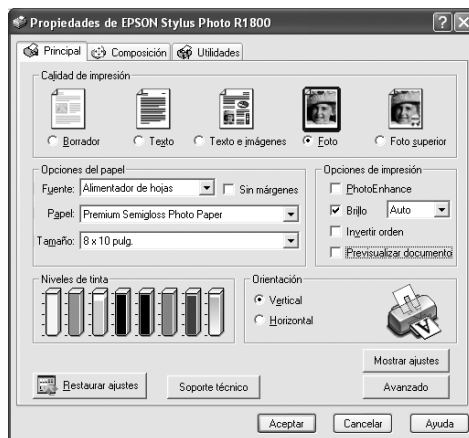 Propiedades de EPSON Stylus Photo R1800
Principal
Composición
Utilidades
Calidad de impresión
Borrador
Texto
Texto e imágenes
Foto
Foto superior
Opciones del papel
Fuente: Alimentador de hojas
Sin márgenes
Papel: Premium Semigloss Photo Paper
Tamaño: 8 x 10 pulg.
Opciones de impresión
PhotoEnhance
Brillo Auto
Invertir orden
Previsualizar documento
Niveles de tinta
Orientación
Vertical
Horizontal
A
Mostrar ajustes
Restaurar ajustes
Soporte técnico
Avanzado
Aceptar
Cancelar
Ayuda